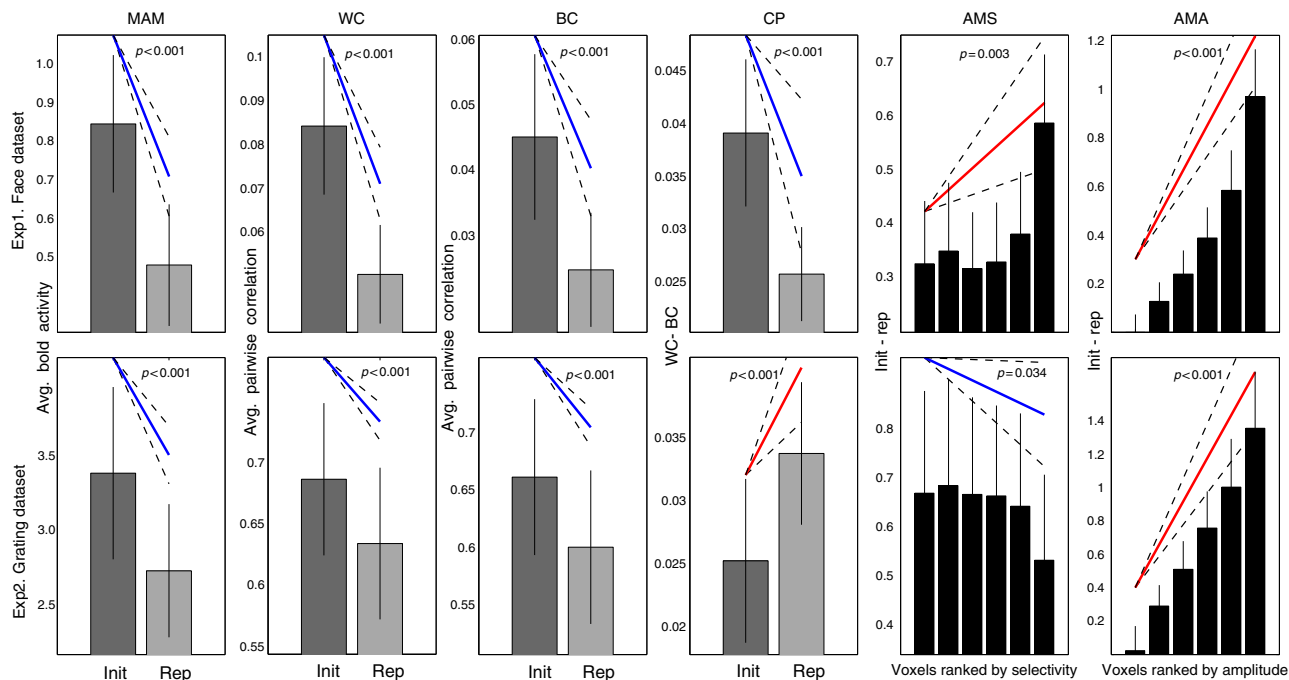 MAM WC BC CP AMS AMA
Exp1. Face dataset
Exp2. Grating dataset
Avg. bold activity
1.0
0.9
0.8
0.7
0.6
0.5
p<0.001
Avg. pairwise correlation
0.1
0.09
0.08
0.07
0.06
p<0.001
Avg. pairwise correlation
0.06
0.05
0.04
0.03
p<0.001
WC- BC
0.045
0.04
0.035
0.03
0.025
p<0.001
Init - rep
0.7
0.6
0.5
0.4
0.3
p=0.003
Init - rep
1.2
1
0.8
0.6
0.4
0.2
p<0.001
3.5
3.0
2.5
p<0.001
Init Rep
0.7
0.65
0.6
0.55
p<0.001
Init Rep
0.7
0.65
0.6
0.55
p<0.001
Init Rep
0.035
0.03
0.025
0.02
p<0.001
Init Rep
0.8
0.7
0.6
0.5
0.4
p=0.034
Voxels ranked by selectivity
1.4
1.2
1
0.8
0.6
0.4
0.2
p<0.001
Voxels ranked by amplitude